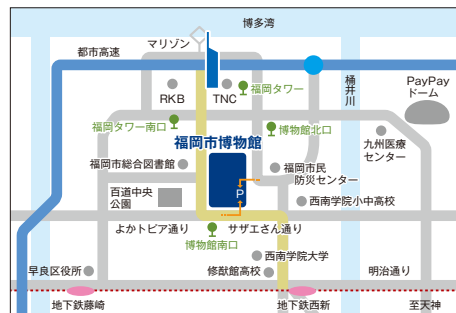 博多湾
マリゾン
都市高速
福岡タワー
RKB
TNC
樋井川
PayPay
ドーム
福岡タワー南口
博物館北口
九州医療
センター
福岡市博物館
福岡市総合図書館
福岡市民
防災センター
百道中央
公園
P
西南学院小中高校
よかトピア通り
サザエさん通り
博物館南口
西南学院大学
早良区役所
修猷館高校
明治通り
地下鉄藤崎
地下鉄西新
至天神